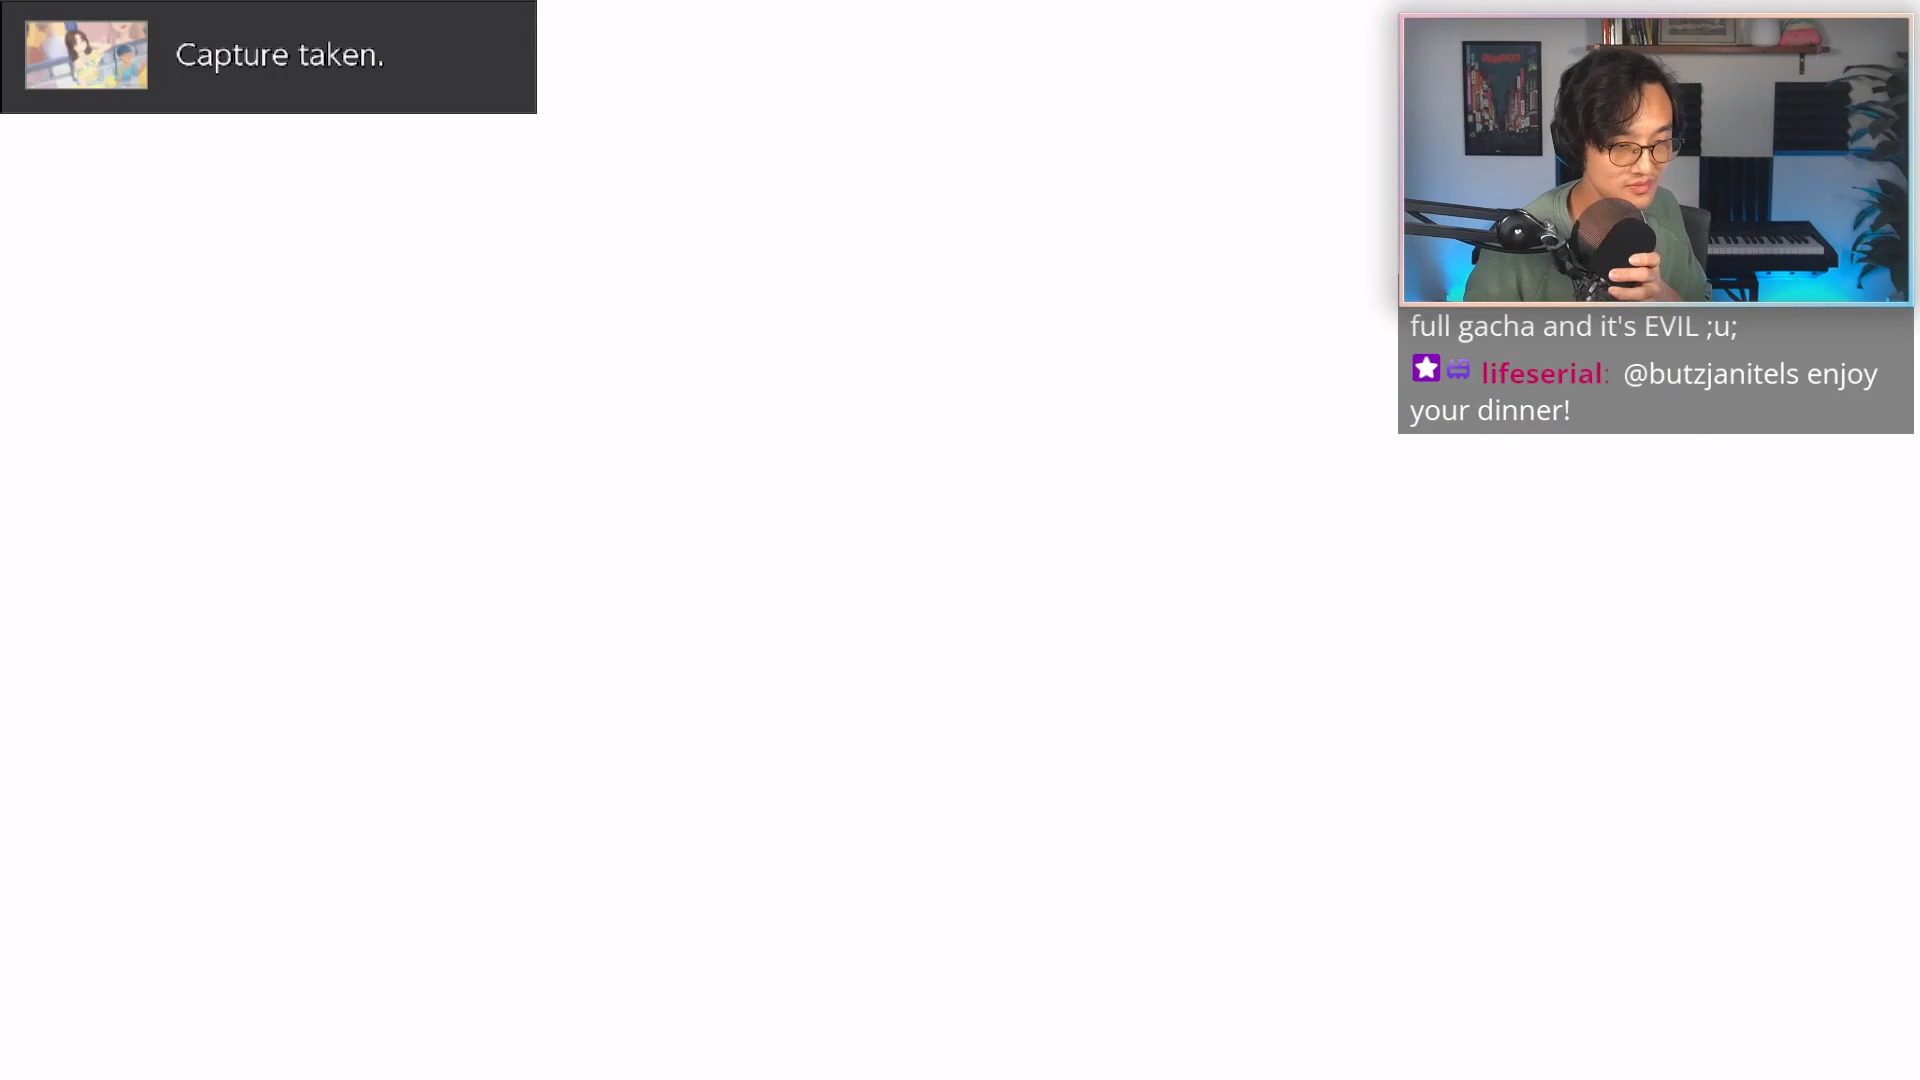 Capture taken.
full gacha and it's EVIL ;u;
lifeserial: @butzjanitels enjoy
your dinner!